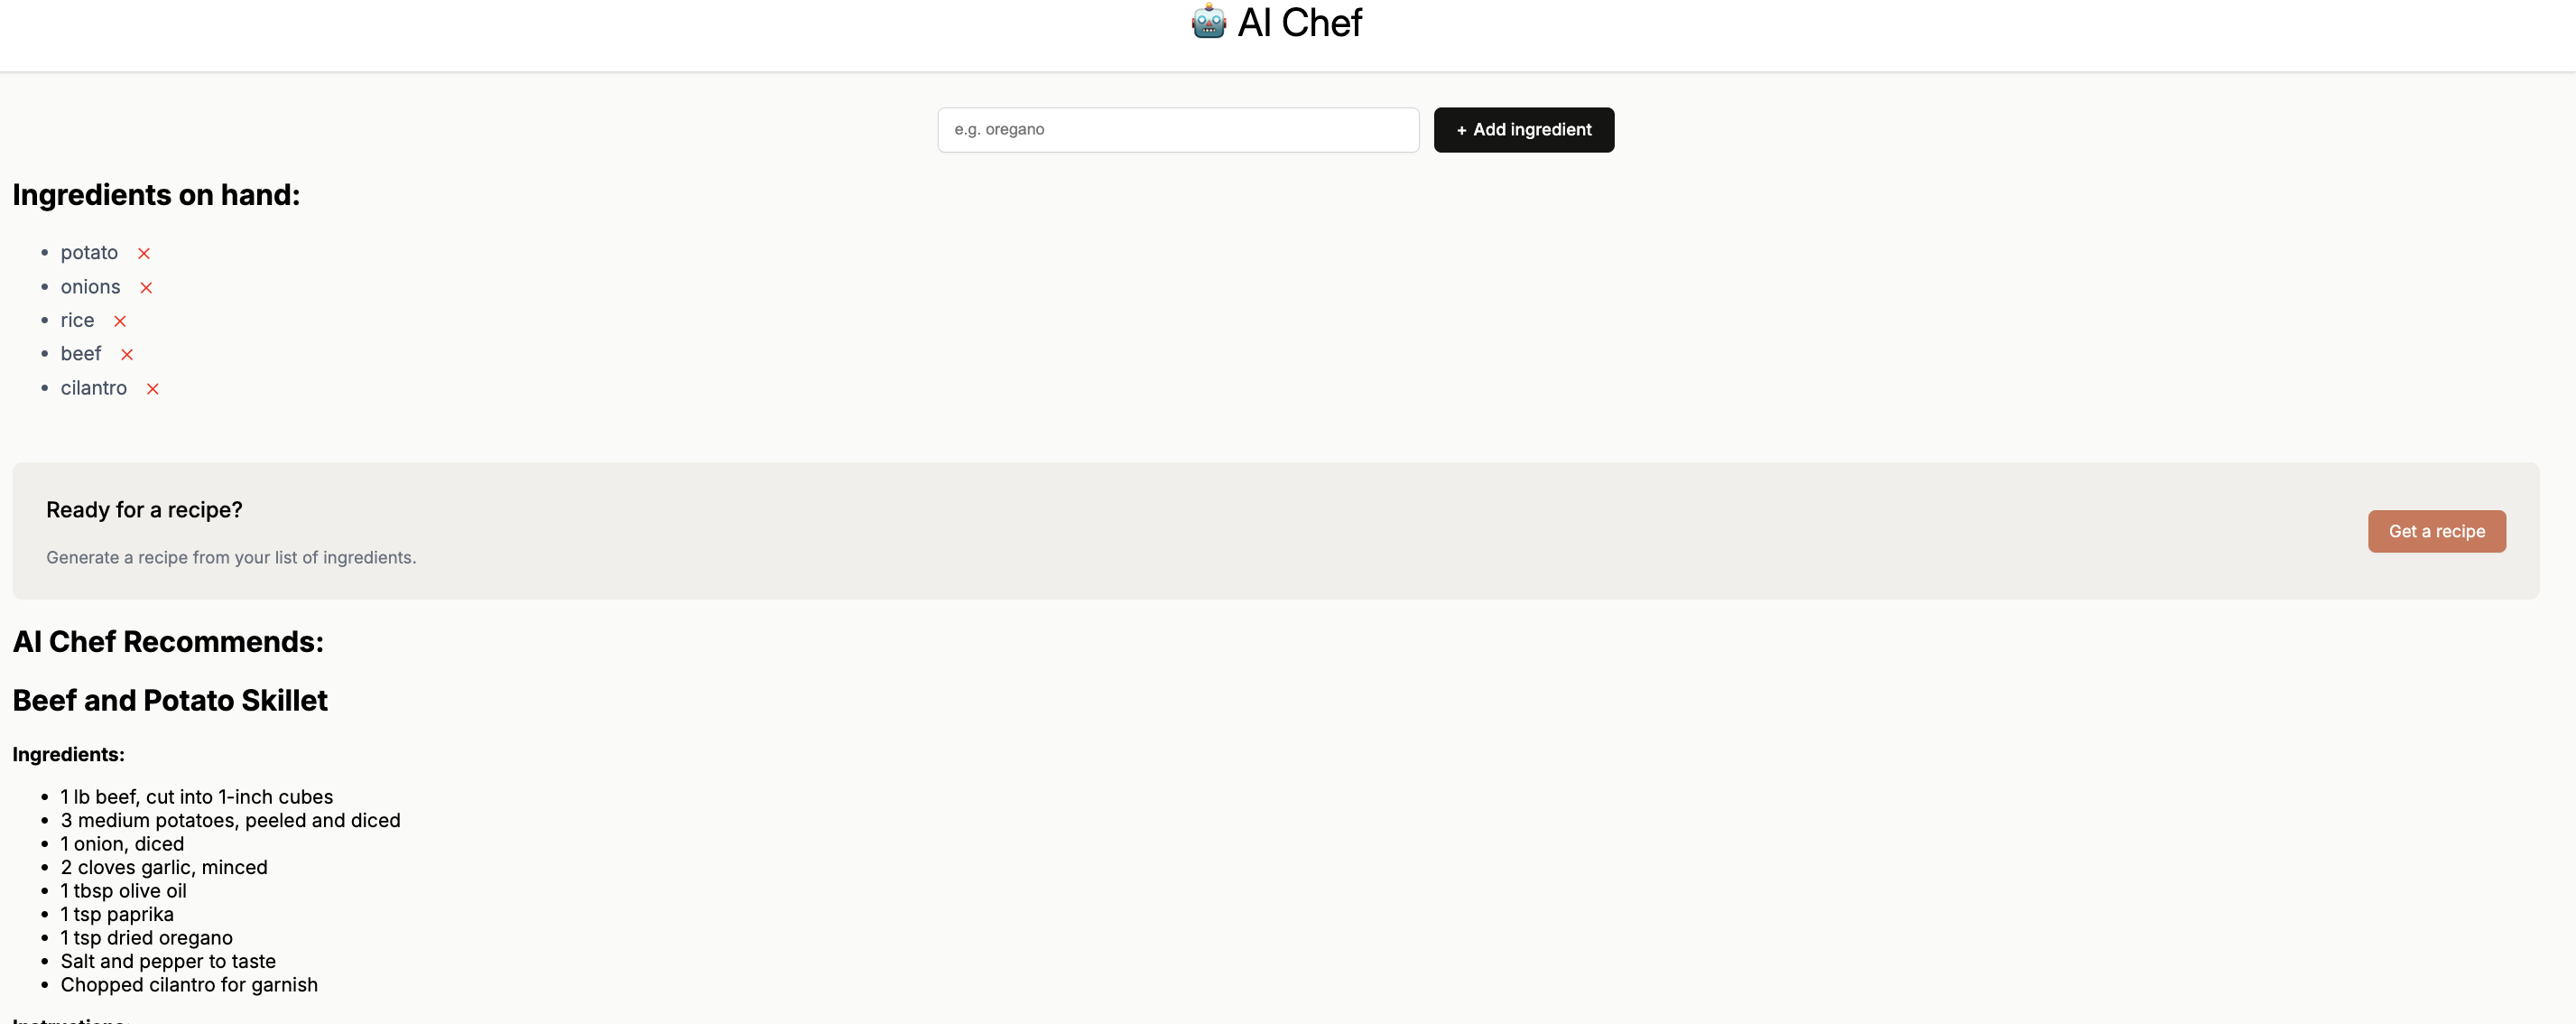 AI Chef
e.g. oregano
+ Add ingredient
Ingredients on hand:
• potato ×
• onions ×
• rice ×
• beef ×
• cilantro ×
Ready for a recipe?
Generate a recipe from your list of ingredients.
Get a recipe
AI Chef Recommends:
Beef and Potato Skillet
Ingredients:
• 1 lb beef, cut into 1-inch cubes
• 3 medium potatoes, peeled and diced
• 1 onion, diced
• 2 cloves garlic, minced
• 1 tbsp olive oil
• 1 tsp paprika
• 1 tsp dried oregano
• Salt and pepper to taste
• Chopped cilantro for garnish